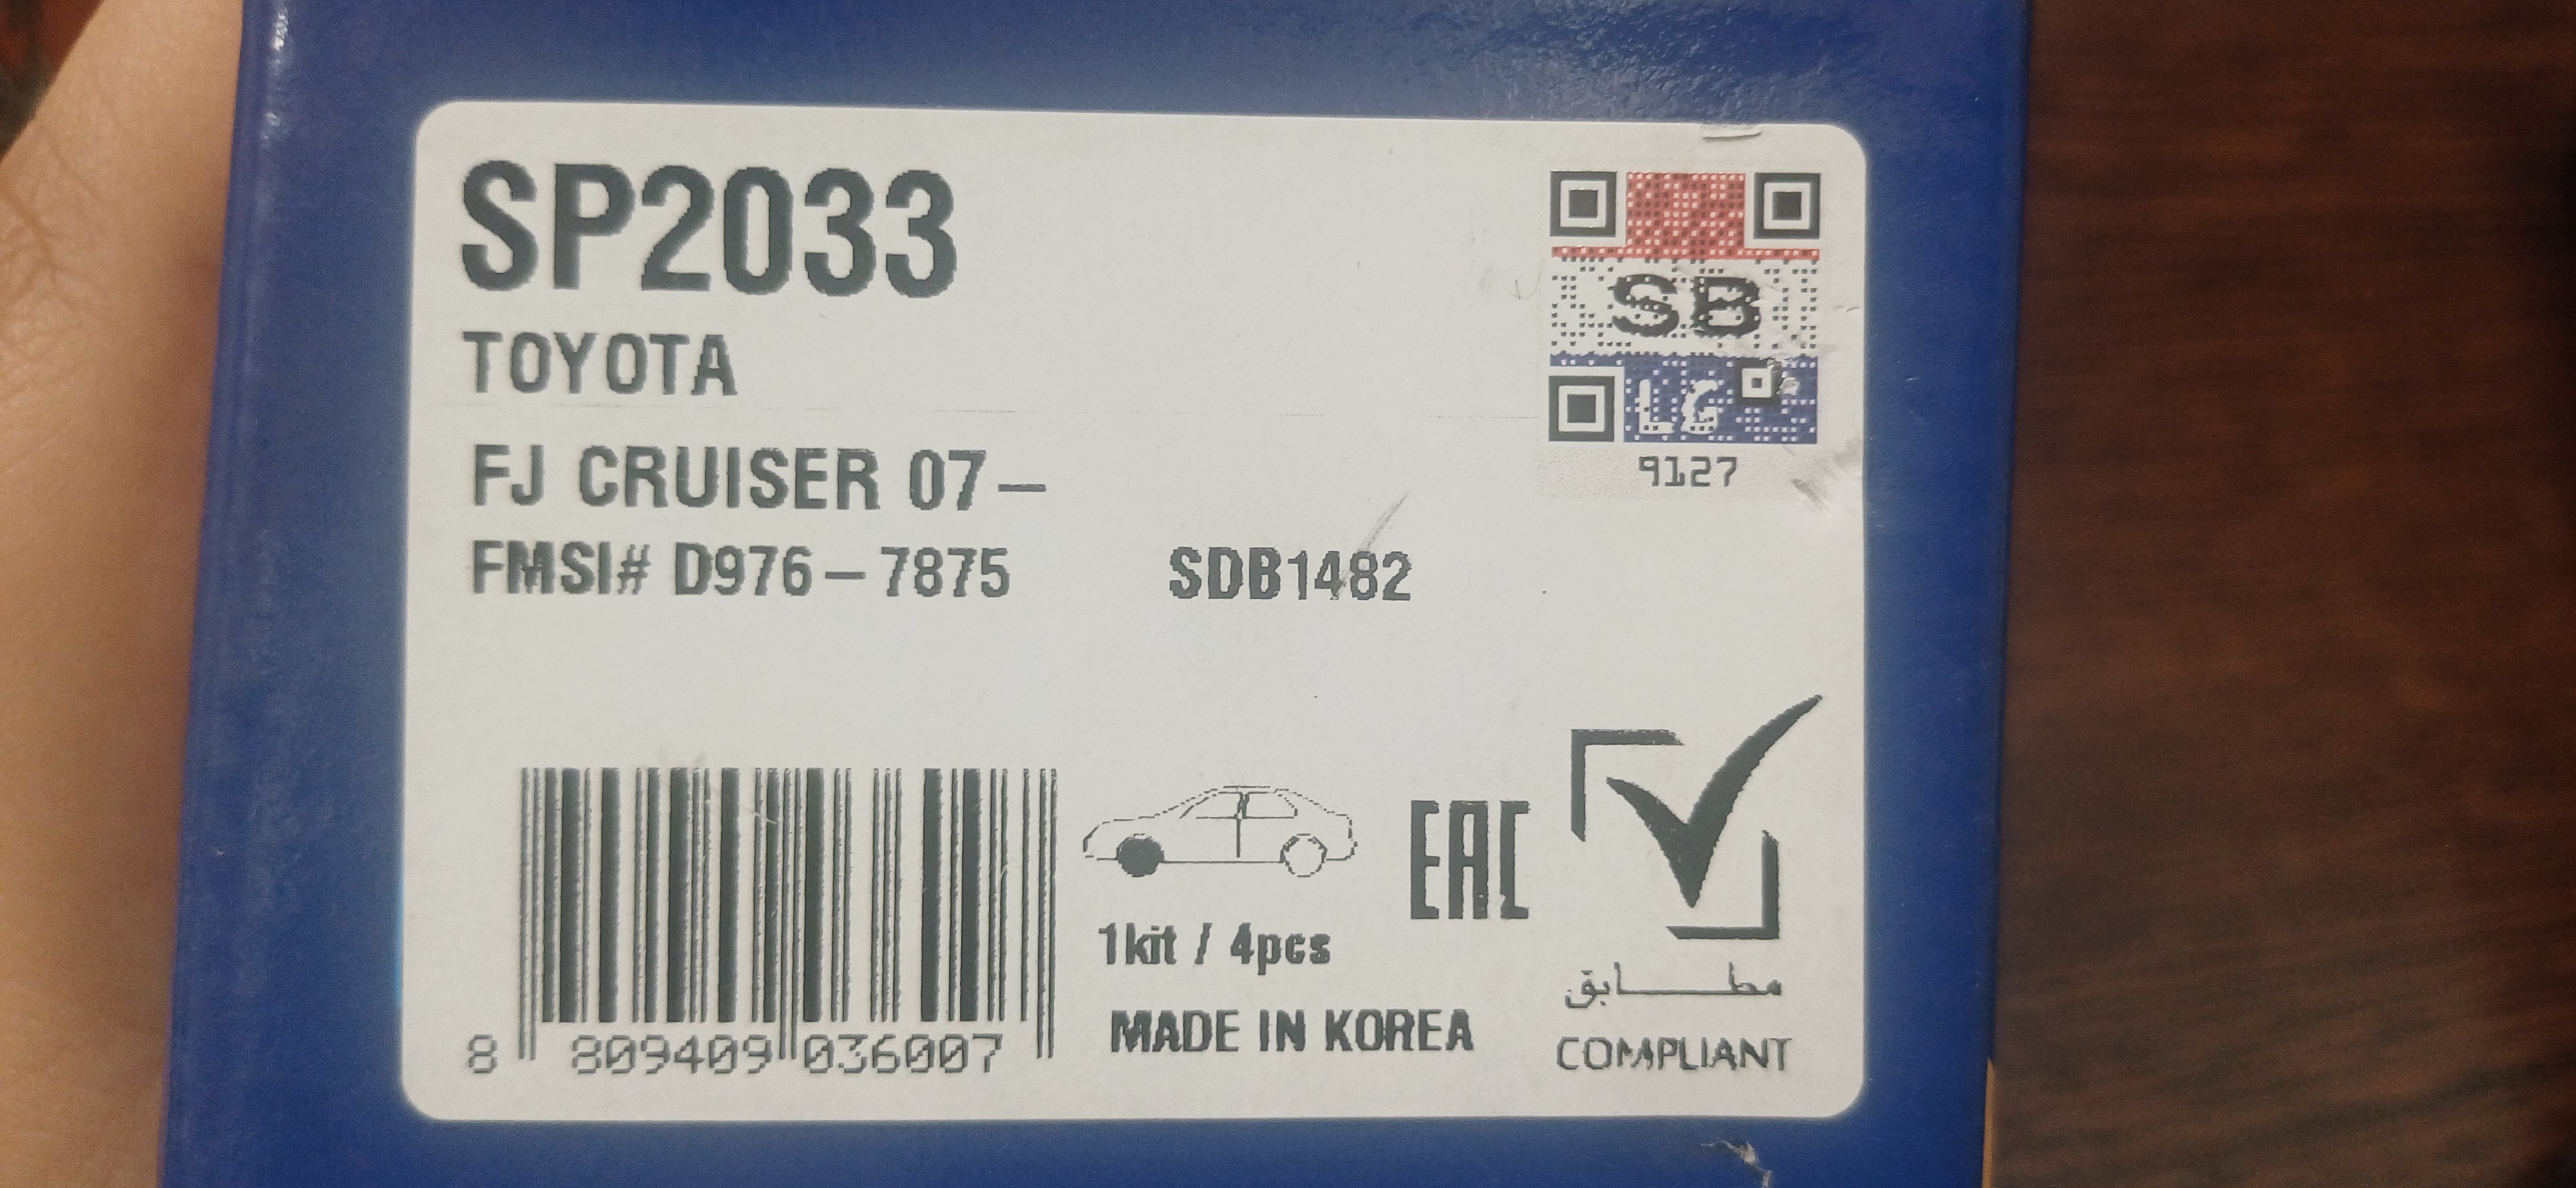 SP2033
TOYOTA
FJ CRUISER 07–
FMSI# D976–7875 SDB1482
SB
LG
9127
8 809409 036007
1kit / 4pcs
MADE IN KOREA
EAC
مطابق
COMPLIANT